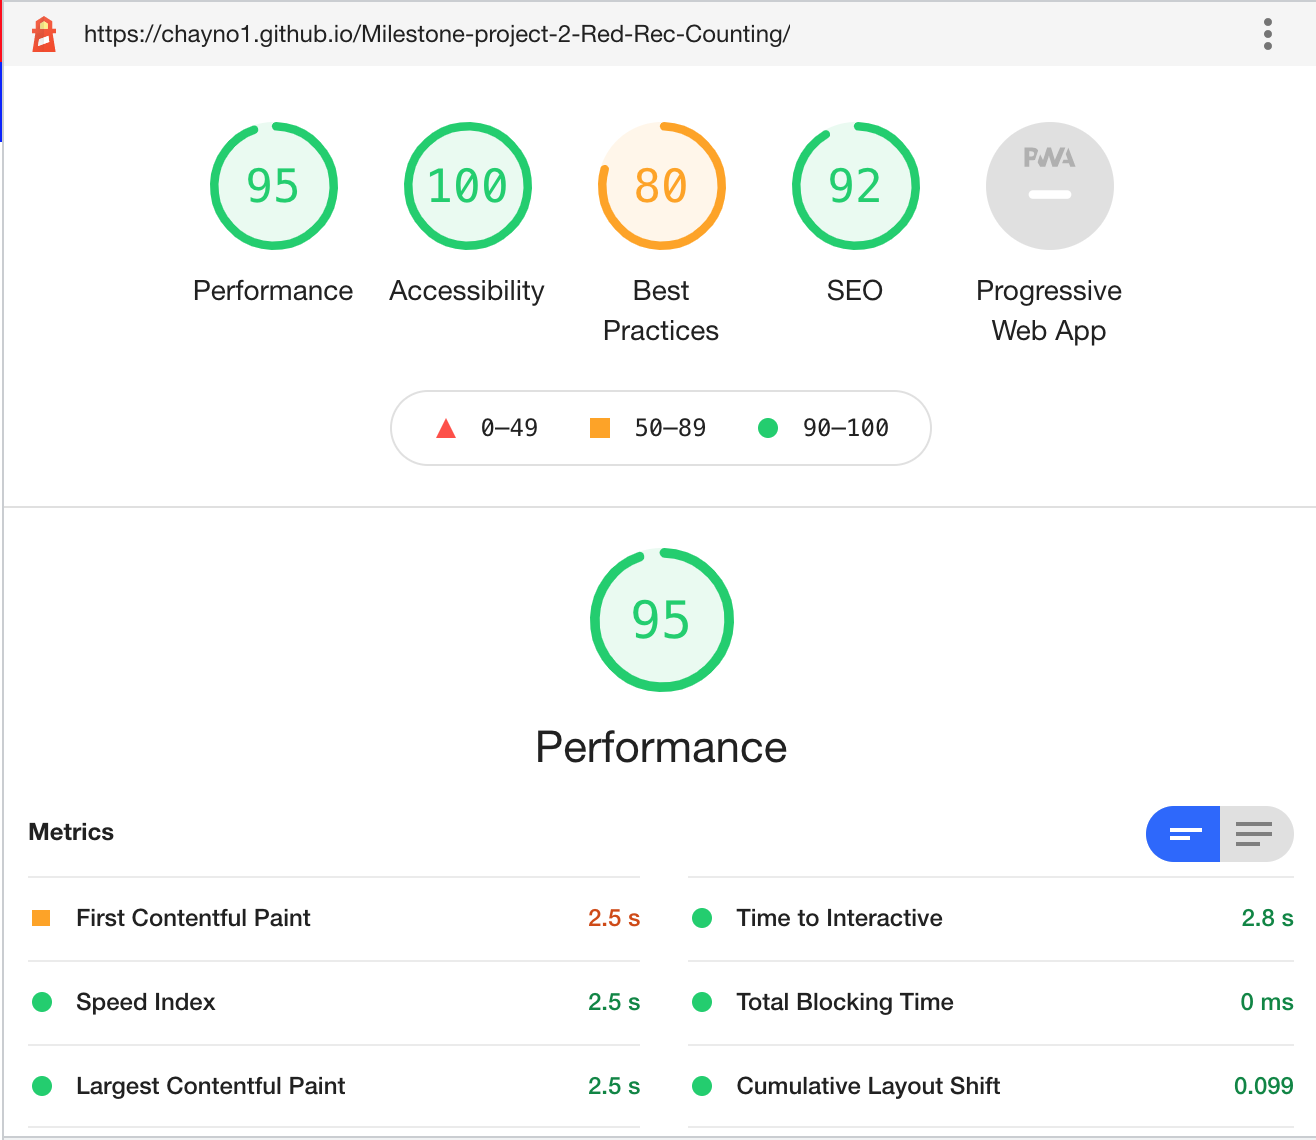 https://chayno1.github.io/Milestone-project-2-Red-Rec-Counting/
95
100
80
92
PWA
Performance
Accessibility
Best
Practices
SEO
Progressive
Web App
0–49
50–89
90–100
95
Performance
Metrics
First Contentful Paint 2.5 s
Time to Interactive 2.8 s
Speed Index 2.5 s
Total Blocking Time 0 ms
Largest Contentful Paint 2.5 s
Cumulative Layout Shift 0.099